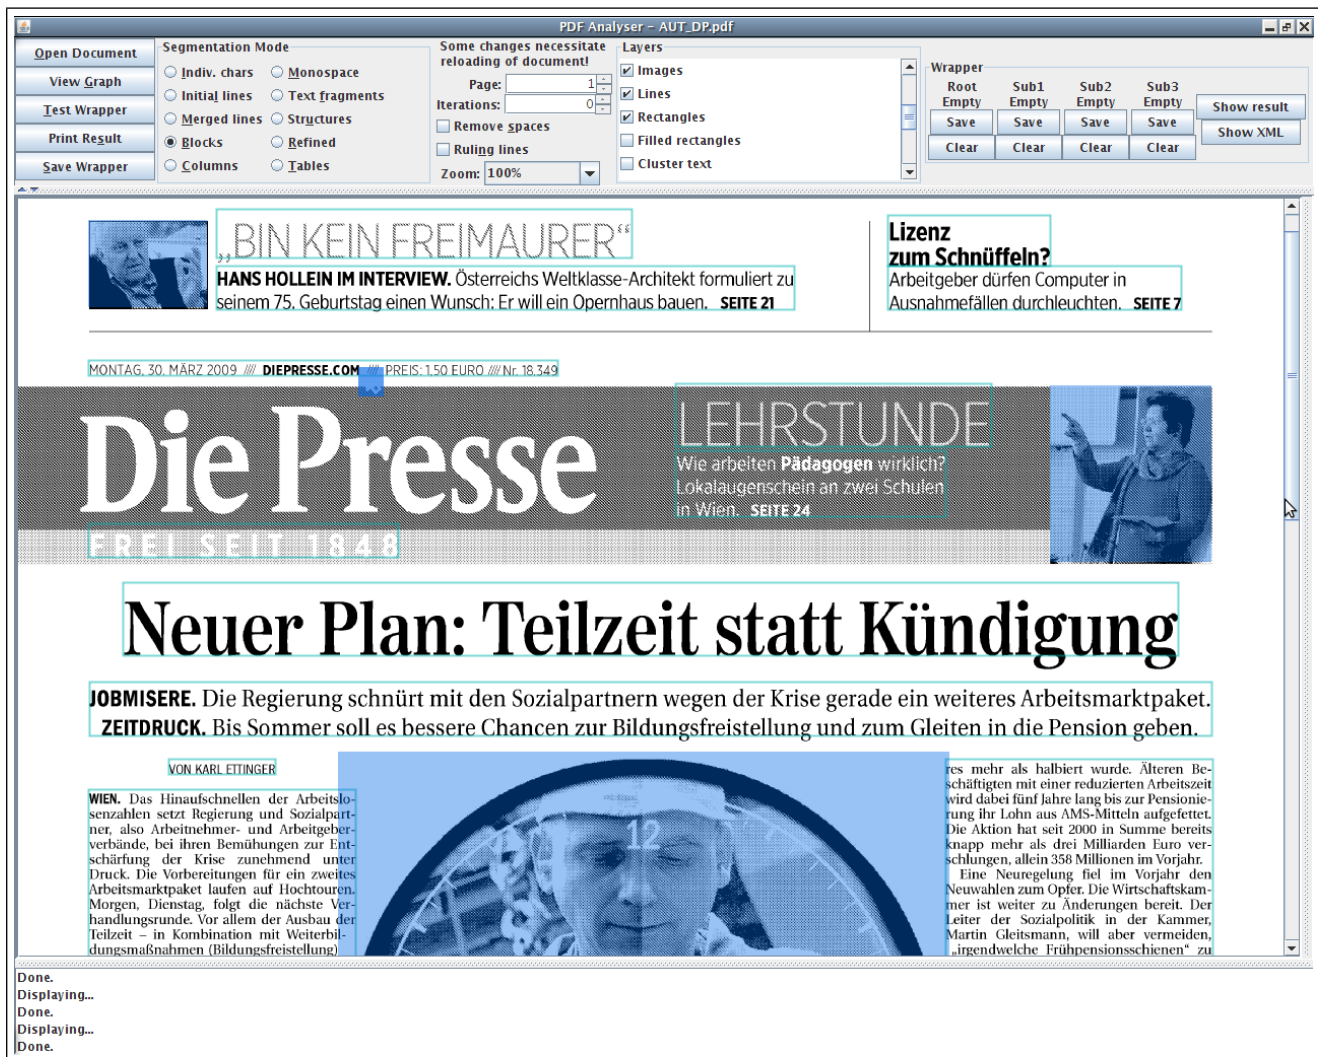 PDF Analyser – AUT_DP.pdf
Open Document
View Graph
Test Wrapper
Print Result
Save Wrapper
Segmentation Mode
Indiv. chars
Monospace
Initial lines
Text fragments
Merged lines
Structures
Blocks
Refined
Columns
Tables
Some changes necessitate
reloading of document!
Page: 1
Iterations: 0
Remove spaces
Ruling lines
Zoom: 100%
Layers
Images
Lines
Rectangles
Filled rectangles
Cluster text
Wrapper
Root Sub1 Sub2 Sub3
Empty Empty Empty Empty
Save Save Save Save
Clear Clear Clear Clear
Show result
Show XML
„BIN KEIN FREIMAURER“
HANS HOLLEIN IM INTERVIEW. Österreichs Weltklasse-Architekt formuliert zu
seinem 75. Geburtstag einen Wunsch: Er will ein Opernhaus bauen. SEITE 21
Lizenz
zum Schnüffeln?
Arbeitgeber dürfen Computer in
Ausnahmefällen durchleuchten. SEITE 7
MONTAG, 30. MÄRZ 2009 //// DIEPRESSE.COM //// PREIS: 1,50 EURO //// Nr. 18.349
Die Presse
FREI SEIT 1848
LEHRSTUNDE
Wie arbeiten Pädagogen wirklich?
Lokalaugenschein an zwei Schulen
in Wien. SEITE 24
Neuer Plan: Teilzeit statt Kündigung
JOBMISERE. Die Regierung schnürt mit den Sozialpartnern wegen der Krise gerade ein weiteres Arbeitsmarktpaket.
ZEITDRUCK. Bis Sommer soll es bessere Chancen zur Bildungsfreistellung und zum Gleiten in die Pension geben.
VON KARL ETTINGER
WIEN. Das Hinaufschnellen der Arbeitslo-
senzahlen setzt Regierung und Sozialpart-
ner, also Arbeitnehmer- und Arbeitgeber-
verbände, bei ihren Bemühungen zur Ent-
schärfung der Krise zunehmend unter
Druck. Die Vorbereitungen für ein zweites
Arbeitsmarktpaket laufen auf Hochtouren.
Morgen, Dienstag, folgt die nächste Ver-
handlungsrunde. Vor allem der Ausbau der
Teilzeit – in Kombination mit Weiterbil-
dungsmaßnahmen (Bildungsfreistellung)
12
res mehr als halbiert wurde. Älteren Be-
schäftigten mit einer reduzierten Arbeitszeit
wird dabei fünf Jahre lang bis zur Pensionie-
rung ihr Lohn aus AMS-Mitteln aufgefettet.
Die Aktion hat seit 2000 in Summe bereits
knapp mehr als drei Milliarden Euro ver-
schlungen, allein 358 Millionen im Vorjahr.
Eine Neuregelung fiel im Vorjahr den
Neuwahlen zum Opfer. Die Wirtschaftskam-
mer ist weiter zu Änderungen bereit. Der
Leiter der Sozialpolitik in der Kammer,
Martin Gleitsmann, will aber vermeiden,
„irgendwelche Frühpensionsschienen“ zu
Done.
Displaying...
Done.
Displaying...
Done.